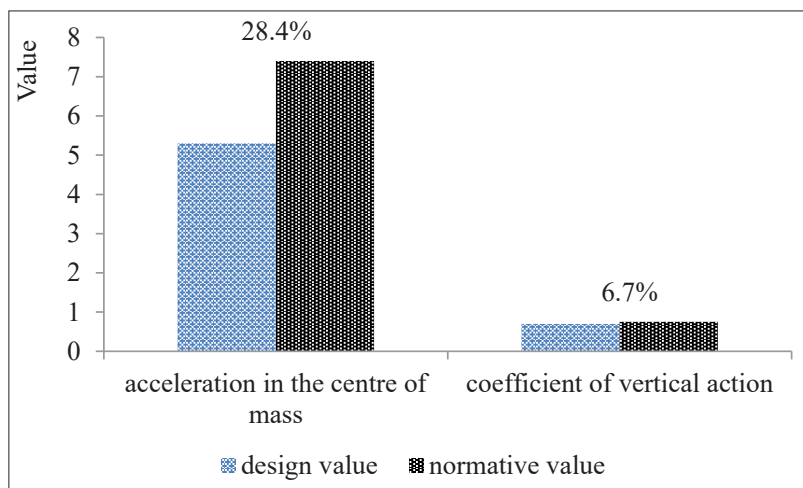 28.4%
Value
8
7
6
5
4
3
2
1
0
6.7%
acceleration in the centre of
mass
coefficient of vertical action
design value
normative value